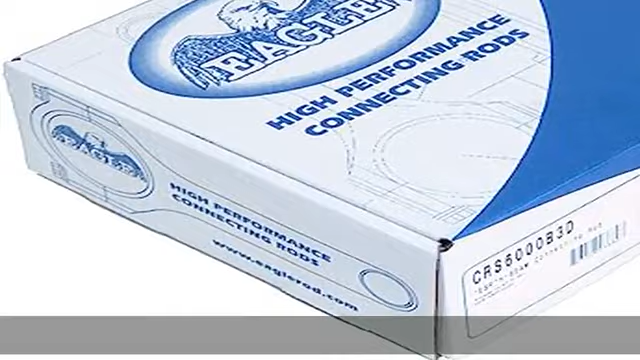 EAGLE
HIGH PERFORMANCE
CONNECTING RODS
HIGH PERFORMANCE
CONNECTING RODS
www.eaglerod.com
CRS6000B3D